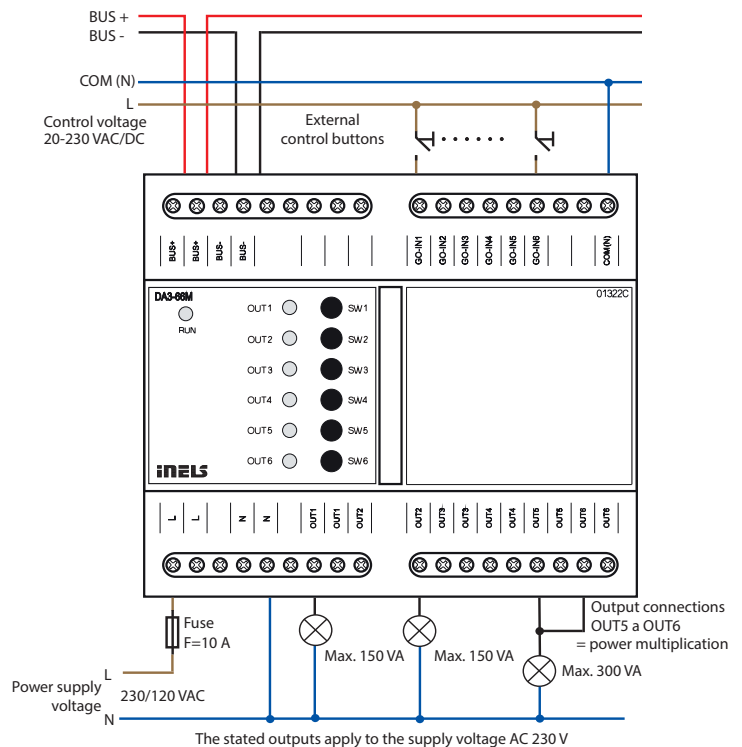 BUS +
BUS -
COM (N)
L
Control voltage
20-230 VAC/DC
External
control buttons
BUS+
BUS+
BUS-
BUS-
GO-IN1
GO-IN2
GO-IN3
GO-IN4
GO-IN5
GO-IN6
COM(N)
DA3-66M
RUN
01322C
OUT1
SW1
OUT2
SW2
OUT3
SW3
OUT4
SW4
OUT5
SW5
OUT6
SW6
iNELS
L
L
N
N
OUT1
OUT1
OUT2
OUT2
OUT3
OUT3
OUT4
OUT4
OUT5
OUT5
OUT6
OUT6
Fuse
F=10 A
Max. 150 VA
Max. 150 VA
Output connections
OUT5 a OUT6
= power multiplication
Max. 300 VA
L
Power supply
voltage
230/120 VAC
N
The stated outputs apply to the supply voltage AC 230 V